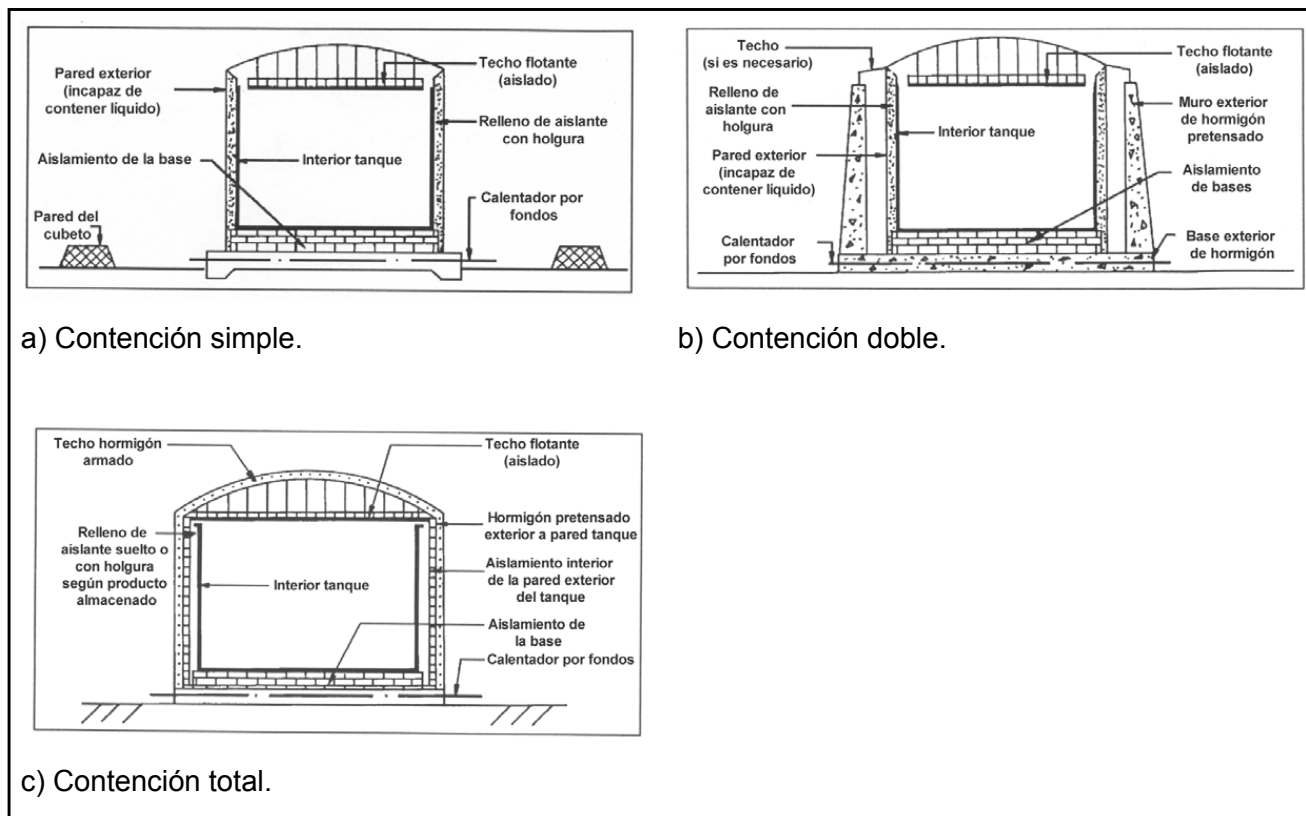 Pared exterior
(incapaz de
contener líquido)
Aislamiento de la base
Pared del
cubeto
Interior tanque
Techo flotante
(aislado)
Relleno de aislante
con holgura
Calentador por
fondos
a) Contención simple.
Techo
(si es necesario)
Relleno de
aislante con
holgura
Pared exterior
(incapaz de
contener líquido)
Calentador
por fondos
Interior tanque
Techo flotante
(aislado)
Muro exterior
de hormigón
pretensado
Aislamiento
de bases
Base exterior
de hormigón
b) Contención doble.
Techo hormigón
armado
Relleno de
aislante suelto o
con holgura
según producto
almacenado
Interior tanque
Techo flotante
(aislado)
Hormigón pretensado
exterior a pared tanque
Aislamiento interior
de la pared exterior
del tanque
Aislamiento de
la base
Calentador por fondos
c) Contención total.